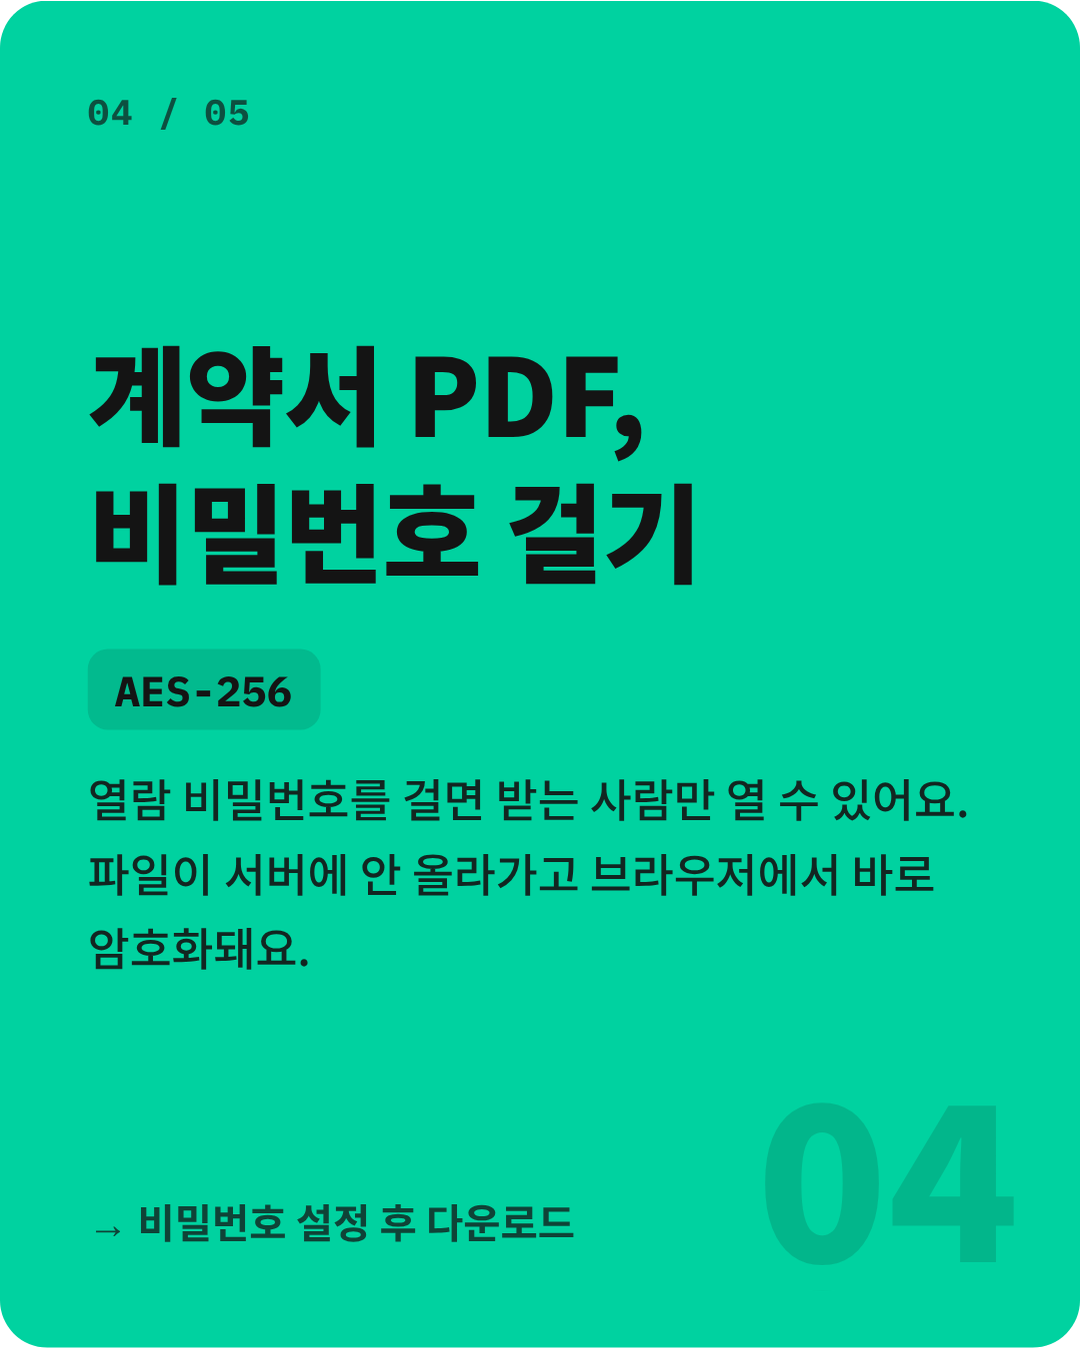 04 / 05
계약서 PDF,
비밀번호 걸기
AES-256
열람 비밀번호를 걸면 받는 사람만 열 수 있어요.
파일이 서버에 안 올라가고 브라우저에서 바로
암호화돼요.
→ 비밀번호 설정 후 다운로드
04